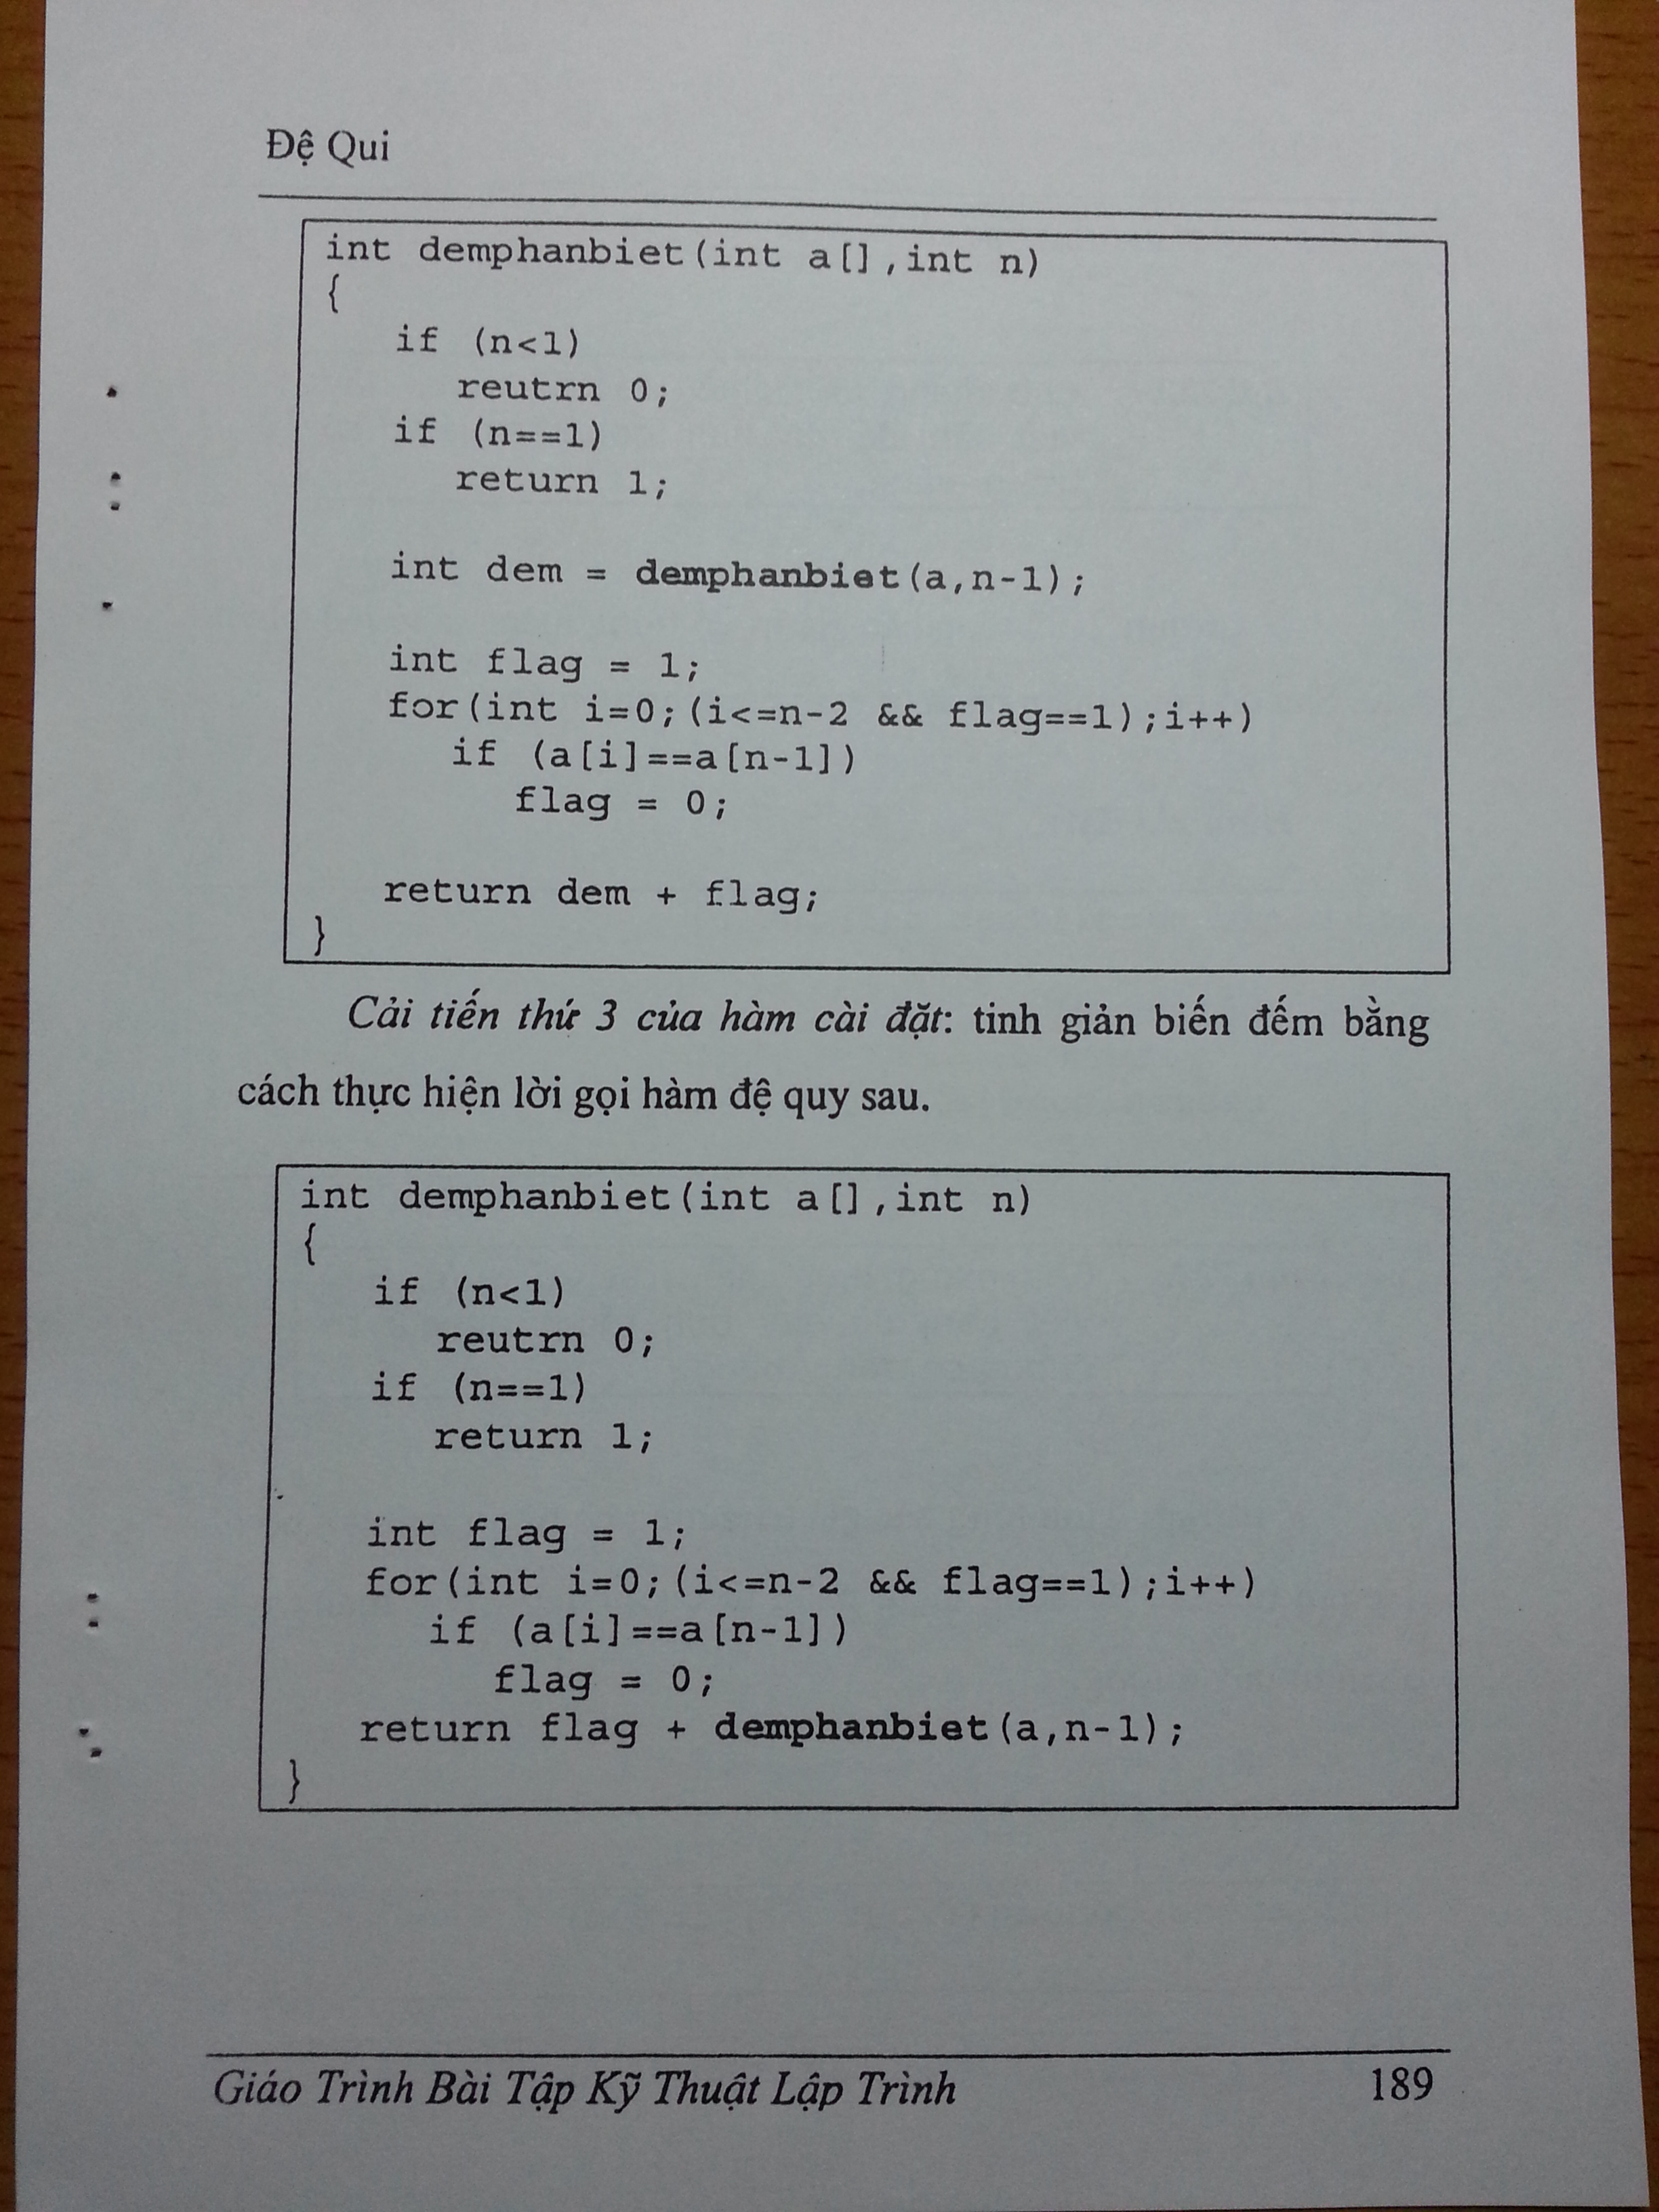 Đệ Qui
int demphanbiet(int a[],int n)
{
if (n<1)
reutrn 0;
if (n==1)
return 1;
int dem = demphanbiet(a,n-1);
int flag = 1;
for(int i=0;(i<=n-2 && flag==1);i++)
if (a[i]==a[n-1])
flag = 0;
return dem + flag;
}
Cải tiến thứ 3 của hàm cài đặt: tinh giản biến đếm bằng
cách thực hiện lời gọi hàm đệ quy sau.
int demphanbiet(int a[],int n)
{
if (n<1)
reutrn 0;
if (n==1)
return 1;
int flag = 1;
for(int i=0;(i<=n-2 && flag==1);i++)
if (a[i]==a[n-1])
flag = 0;
return flag + demphanbiet(a,n-1);
}
Giáo Trình Bài Tập Kỹ Thuật Lập Trình 189